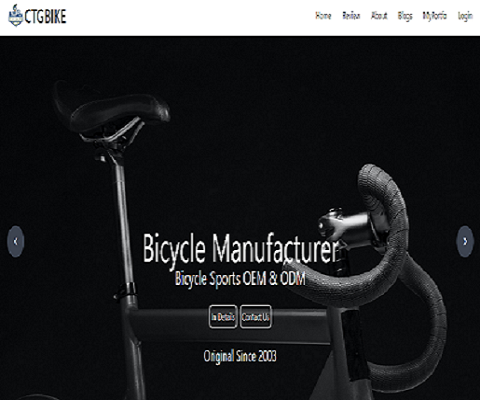 CTGBIKE
Home Review About Blogs MyPortfio Login
Bicycle Manufacturer
Bicycle Sports OEM & ODM
In Details Contact Us
Original Since 2003